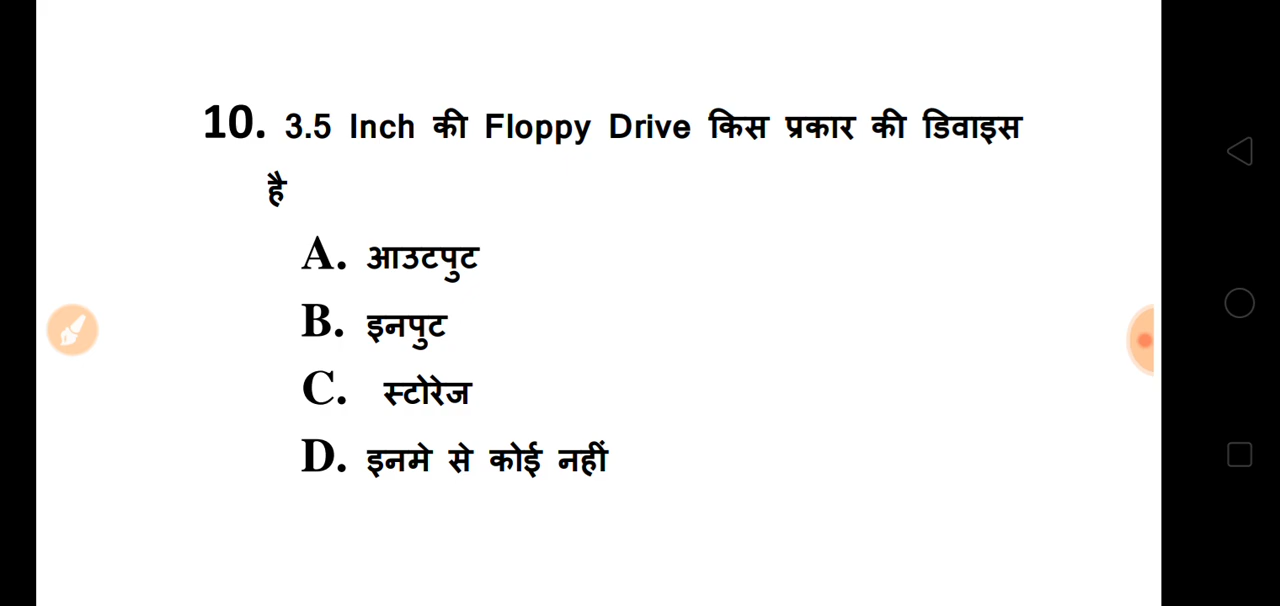 10. 3.5 Inch की Floppy Drive किस प्रकार की डिवाइस
है
A. आउटपुट
B. इनपुट
C. स्टोरेज
D. इनमे से कोई नहीं